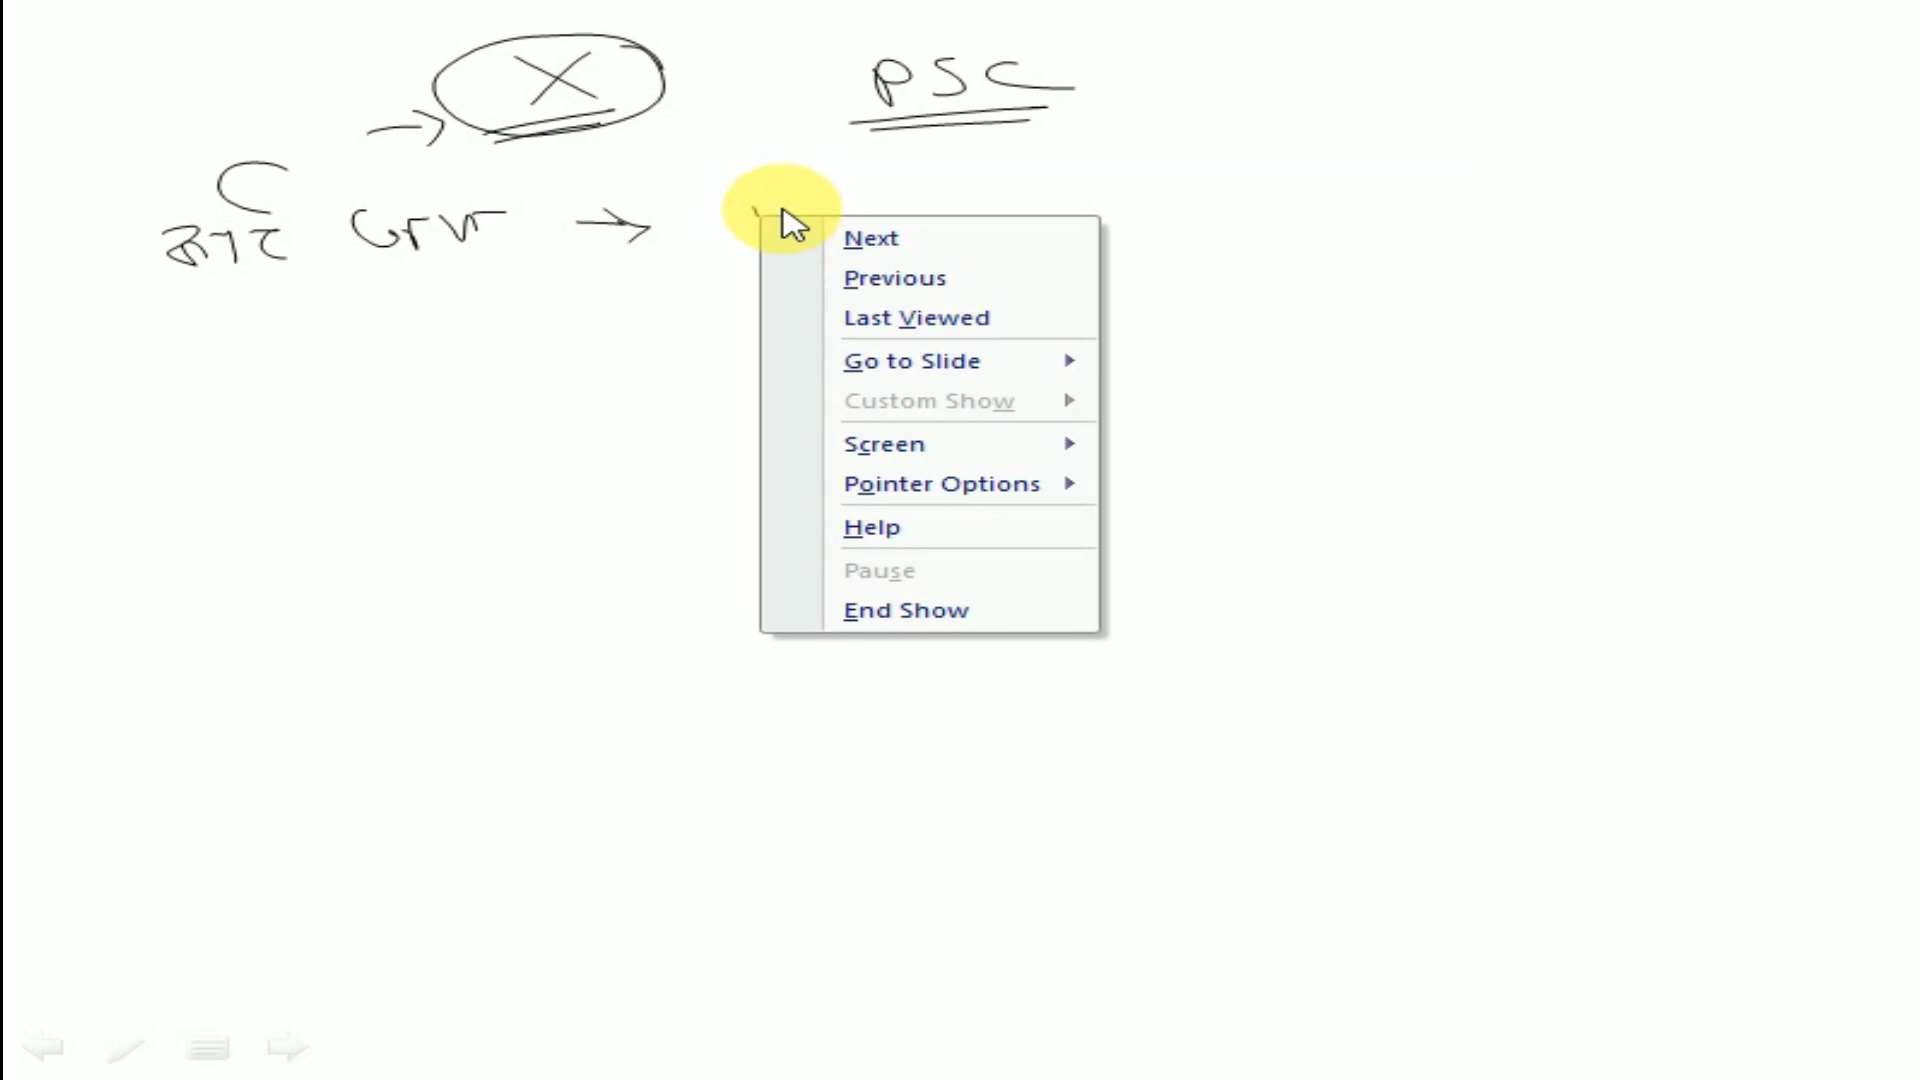 X PSC
→
→
Next
Previous
Last Viewed
Go to Slide
Custom Show
Screen
Pointer Options
Help
Pause
End Show